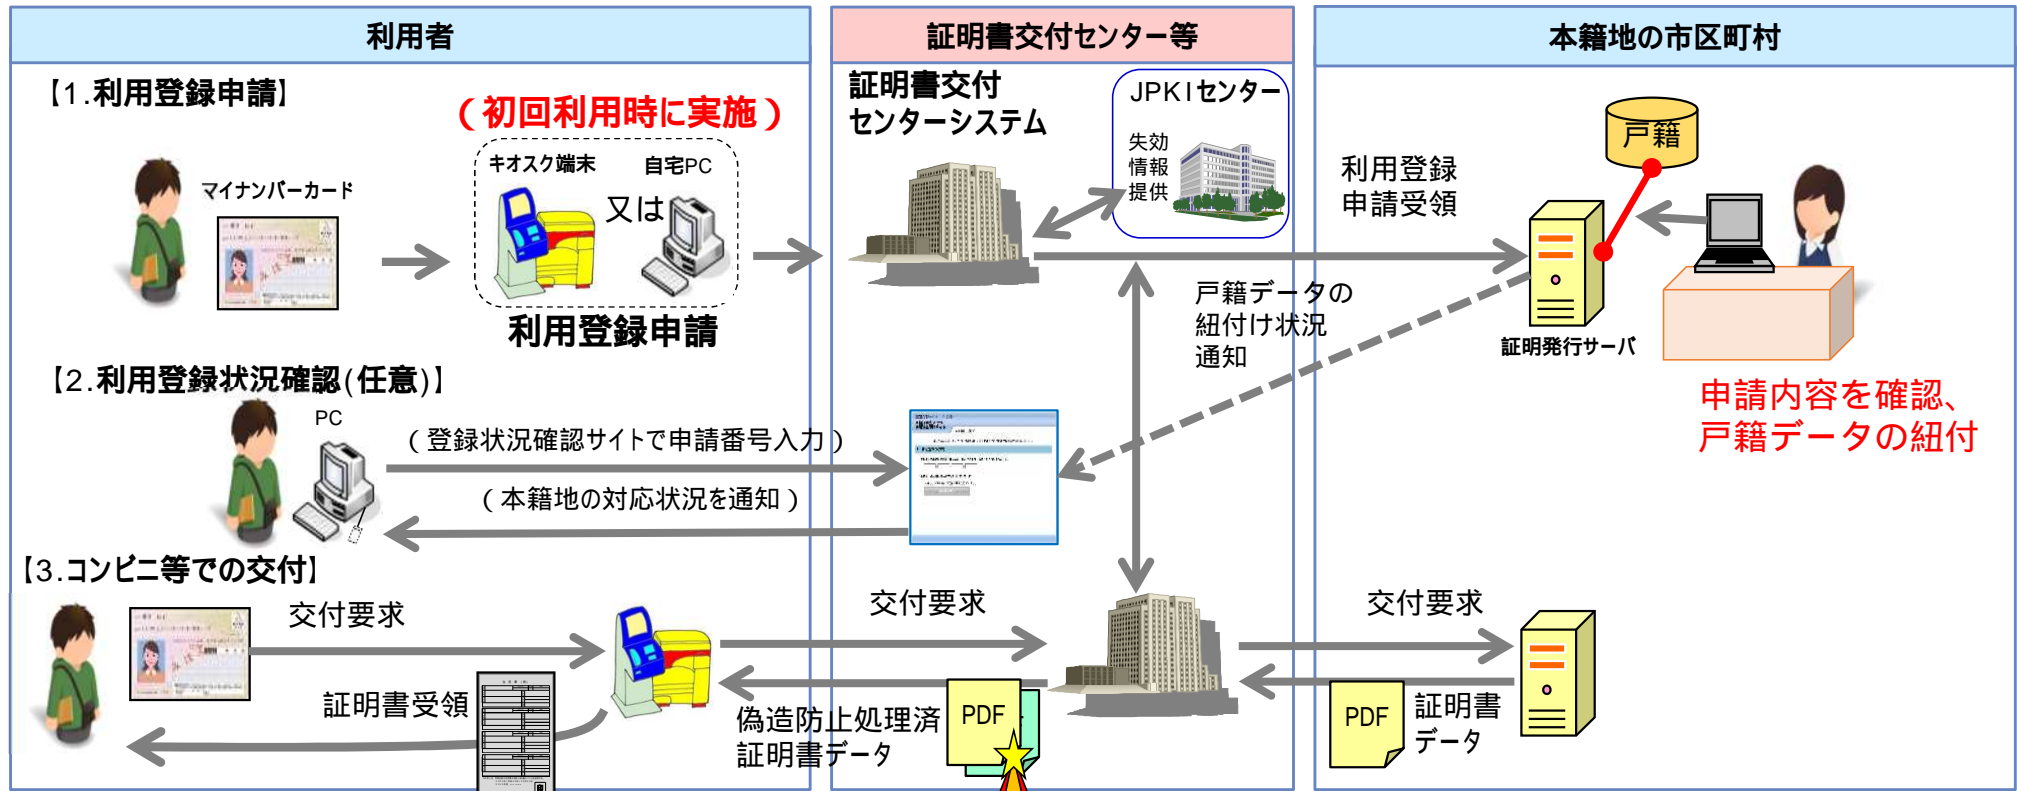 利用者
証明書交付センター等
本籍地の市区町村
【1.利用登録申請】
(初回利用時に実施)
マイナンバーカード
キオスク端末
又は
自宅PC
利用登録申請
証明書交付
センターシステム
JPKIセンター
失効
情報
提供
利用登録
申請受領
戸籍
証明発行サーバ
申請内容を確認、
戸籍データの紐付
戸籍データの
紐付け状況
通知
【2.利用登録状況確認(任意)】
PC
(登録状況確認サイトで申請番号入力)
(本籍地の対応状況を通知)
【3.コンビニ等での交付】
交付要求
証明書受領
交付要求
偽造防止処理済
証明書データ
PDF
交付要求
PDF
証明書
データ